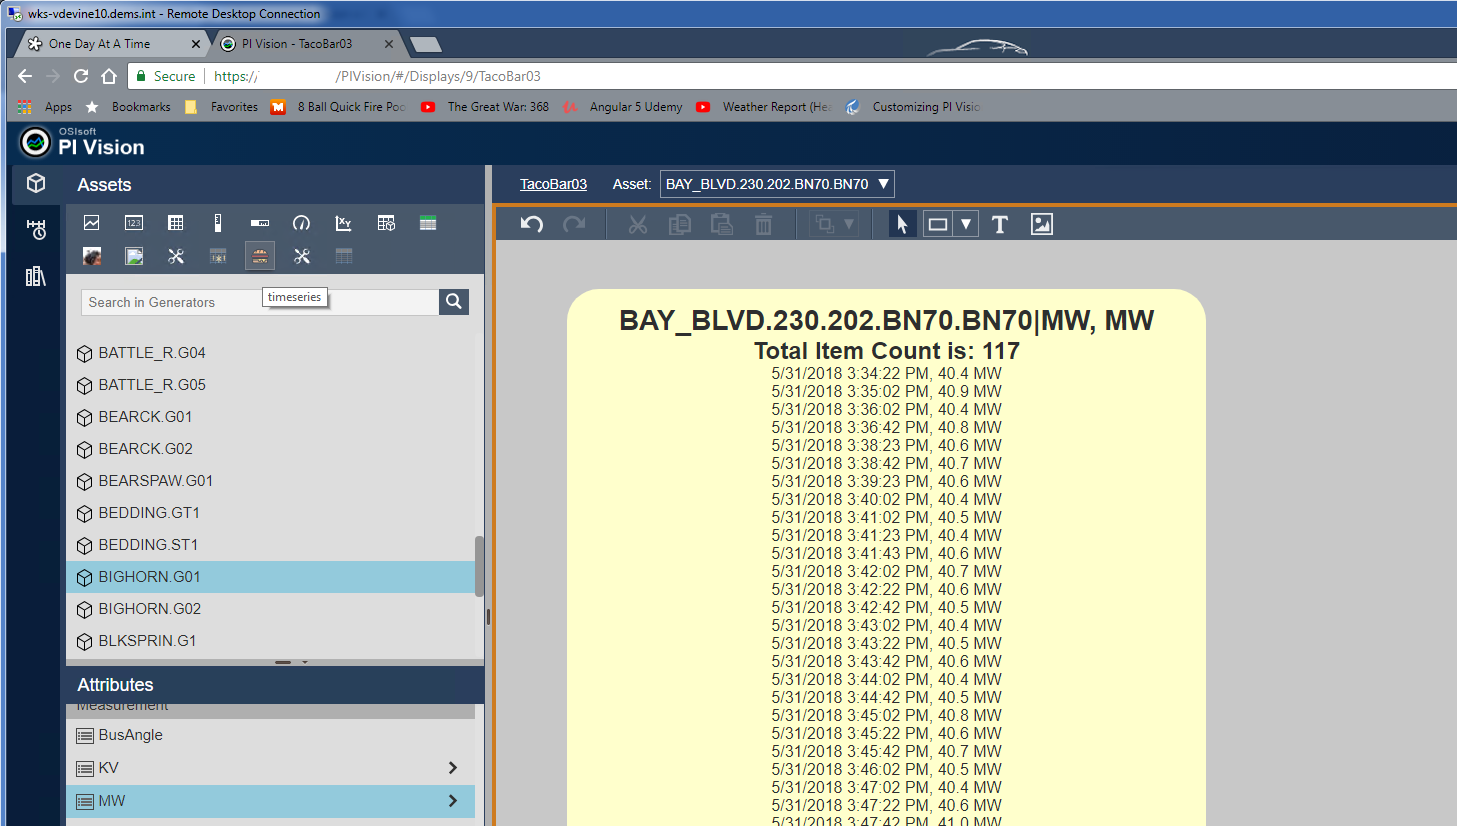 wks-vdevine10.dems.int - Remote Desktop Connection
One Day At A Time
PI Vision - TacoBar03
Secure
https://
/PIVision/#/Displays/9/TacoBar03
Apps
Bookmarks
Favorites
8 Ball Quick Fire Poo
The Great War: 368
Angular 5 Udemy
Weather Report (Hea
Customizing PI Visio
OSIsoft
PI Vision
Assets
TacoBar03
Asset:
BAY_BLVD.230.202.BN70.BN70
123
XY
T
timeseries
Search in Generators
BATTLE_R.G04
BATTLE_R.G05
BEARCK.G01
BEARCK.G02
BEARSPAW.G01
BEDDING.GT1
BEDDING.ST1
BIGHORN.G01
BIGHORN.G02
BLKSPRIN.G1
Attributes
Measurement
BusAngle
KV
MW
BAY_BLVD.230.202.BN70.BN70|MW, MW
Total Item Count is: 117
5/31/2018 3:34:22 PM, 40.4 MW
5/31/2018 3:35:02 PM, 40.9 MW
5/31/2018 3:36:02 PM, 40.4 MW
5/31/2018 3:36:42 PM, 40.8 MW
5/31/2018 3:38:23 PM, 40.6 MW
5/31/2018 3:38:42 PM, 40.7 MW
5/31/2018 3:39:23 PM, 40.6 MW
5/31/2018 3:40:02 PM, 40.4 MW
5/31/2018 3:41:02 PM, 40.5 MW
5/31/2018 3:41:23 PM, 40.4 MW
5/31/2018 3:41:43 PM, 40.6 MW
5/31/2018 3:42:02 PM, 40.7 MW
5/31/2018 3:42:22 PM, 40.6 MW
5/31/2018 3:42:42 PM, 40.5 MW
5/31/2018 3:43:02 PM, 40.4 MW
5/31/2018 3:43:22 PM, 40.5 MW
5/31/2018 3:43:42 PM, 40.6 MW
5/31/2018 3:44:02 PM, 40.4 MW
5/31/2018 3:44:42 PM, 40.5 MW
5/31/2018 3:45:02 PM, 40.8 MW
5/31/2018 3:45:22 PM, 40.6 MW
5/31/2018 3:45:42 PM, 40.7 MW
5/31/2018 3:46:02 PM, 40.5 MW
5/31/2018 3:47:02 PM, 40.4 MW
5/31/2018 3:47:22 PM, 40.6 MW
5/31/2018 3:47:42 PM, 41.0 MW